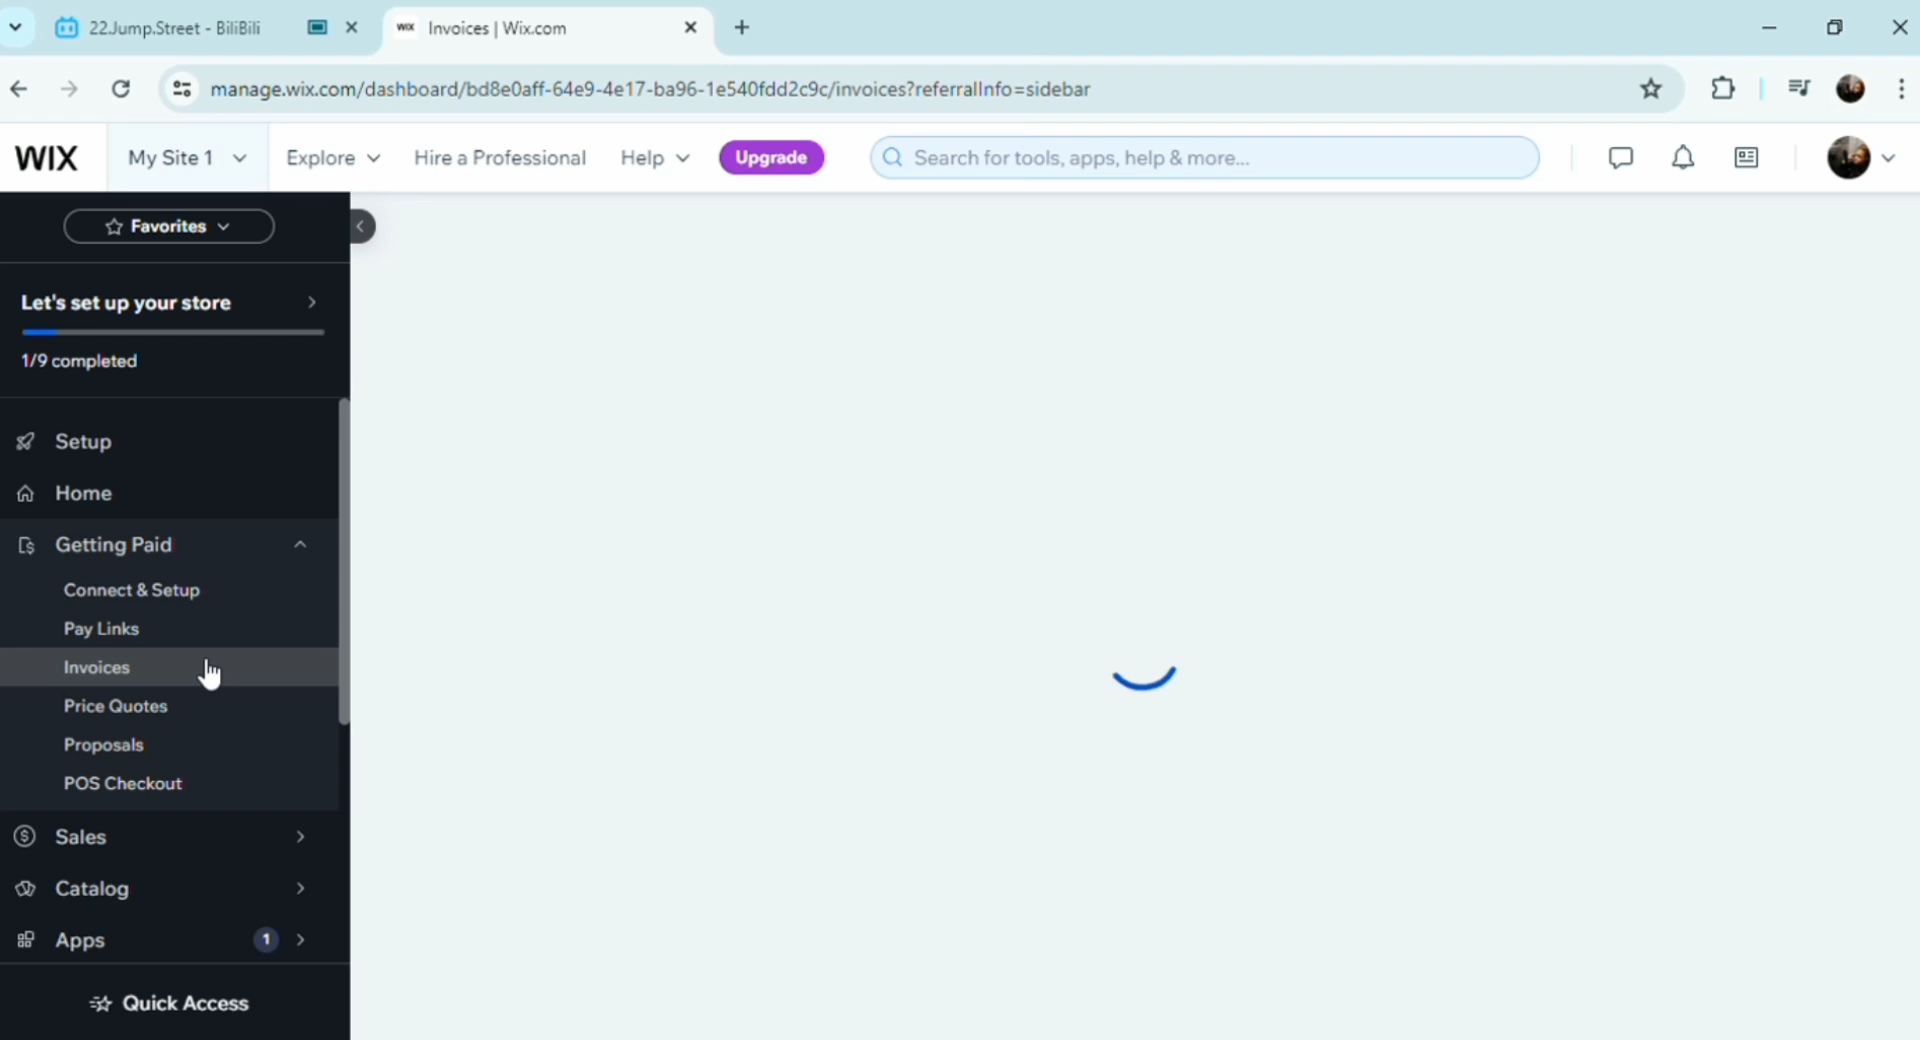 22.Jump.Street - BiliBili
WIX Invoices | Wix.com
manage.wix.com/dashboard/bd8e0aff-64e9-4e17-ba96-1e540fdd2c9c/invoices?referralInfo=sidebar
WIX My Site 1 Explore Hire a Professional Help Upgrade Search for tools, apps, help & more...
Favorites
Let's set up your store
1/9 completed
Setup
Home
Getting Paid
Connect & Setup
Pay Links
Invoices
Price Quotes
Proposals
POS Checkout
Sales
Catalog
Apps 1
Quick Access